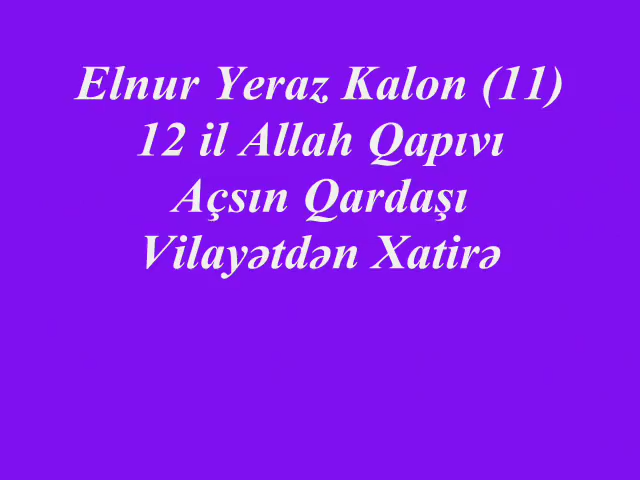 Elnur Yeraz Kalon (11)
12 il Allah Qapıvı
Açsın Qardaşı
Vilayətdən Xatirə